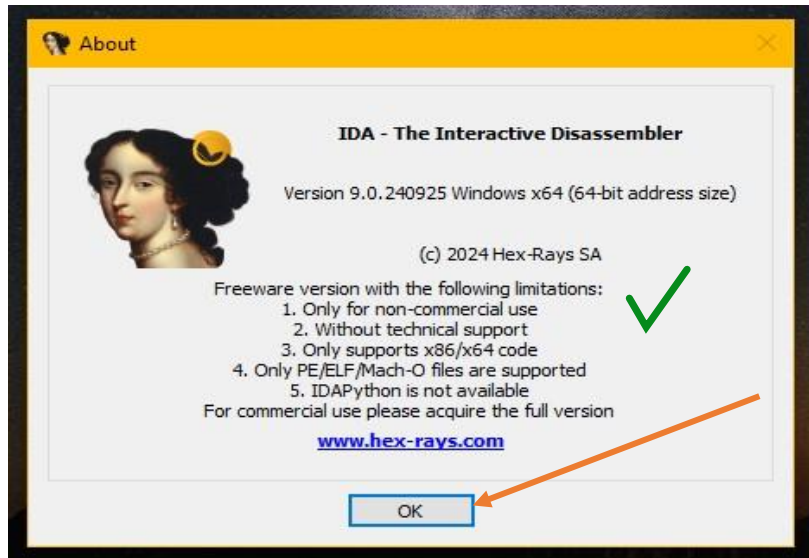 About
IDA - The Interactive Disassembler
Version 9.0.240925 Windows x64 (64-bit address size)
(c) 2024 Hex-Rays SA
Freeware version with the following limitations:
1. Only for non-commercial use
2. Without technical support
3. Only supports x86/x64 code
4. Only PE/ELF/Mach-O files are supported
5. IDAPython is not available
For commercial use please acquire the full version
www.hex-rays.com
OK